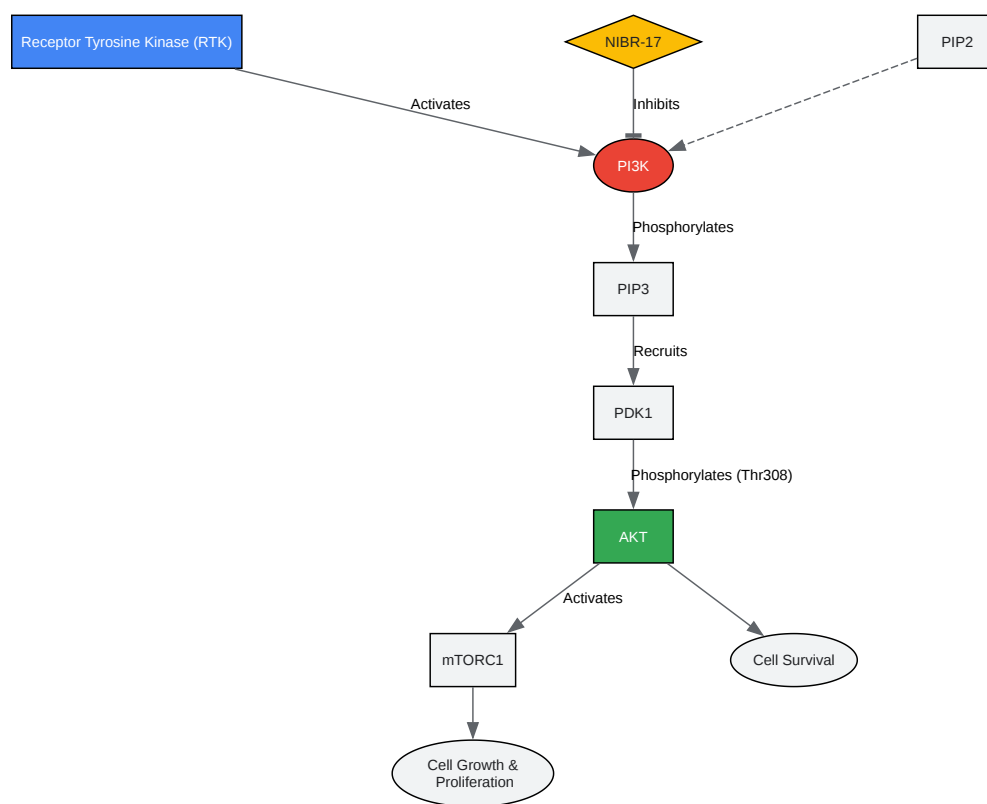 Receptor Tyrosine Kinase (RTK)
NIBR-17
PIP2
Activates
Inhibits
PI3K
Phosphorylates
PIP3
Recruits
PDK1
Phosphorylates (Thr308)
AKT
Activates
mTORC1
Cell Survival
Cell Growth &
Proliferation